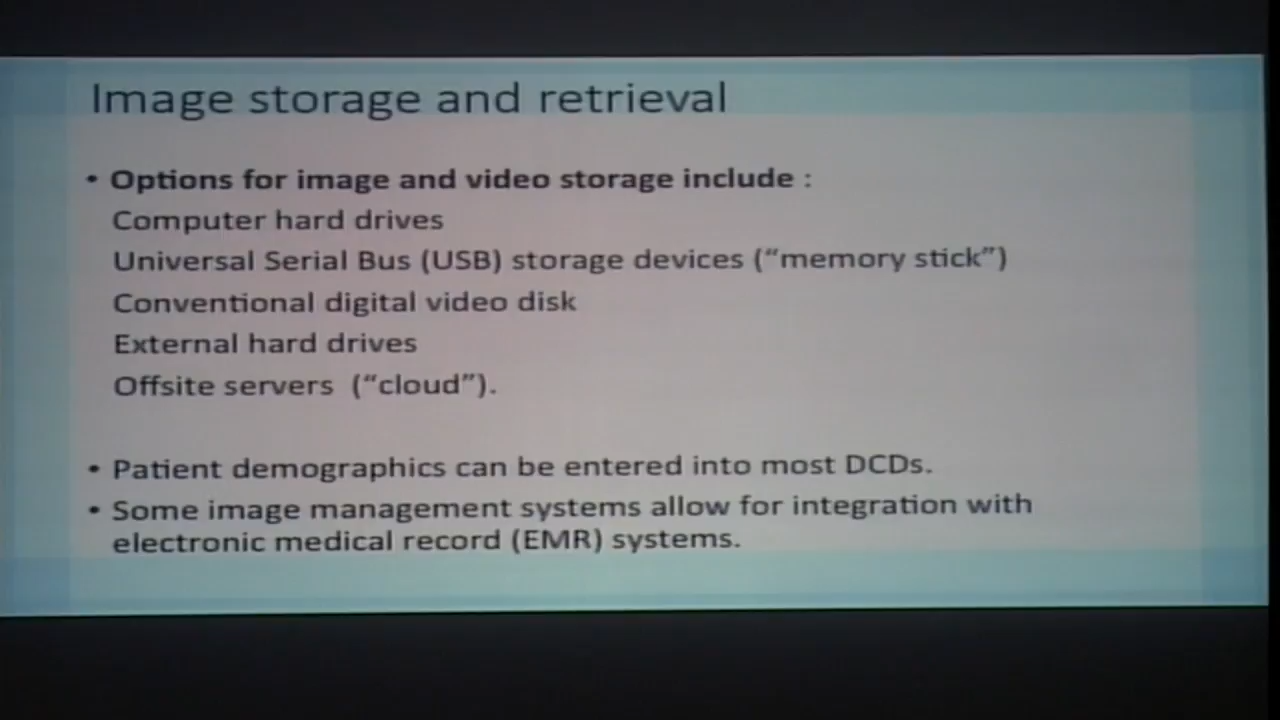 Image storage and retrieval
• Options for image and video storage include :
Computer hard drives
Universal Serial Bus (USB) storage devices (“memory stick”)
Conventional digital video disk
External hard drives
Offsite servers (“cloud”).
• Patient demographics can be entered into most DCDs.
• Some image management systems allow for integration with
electronic medical record (EMR) systems.